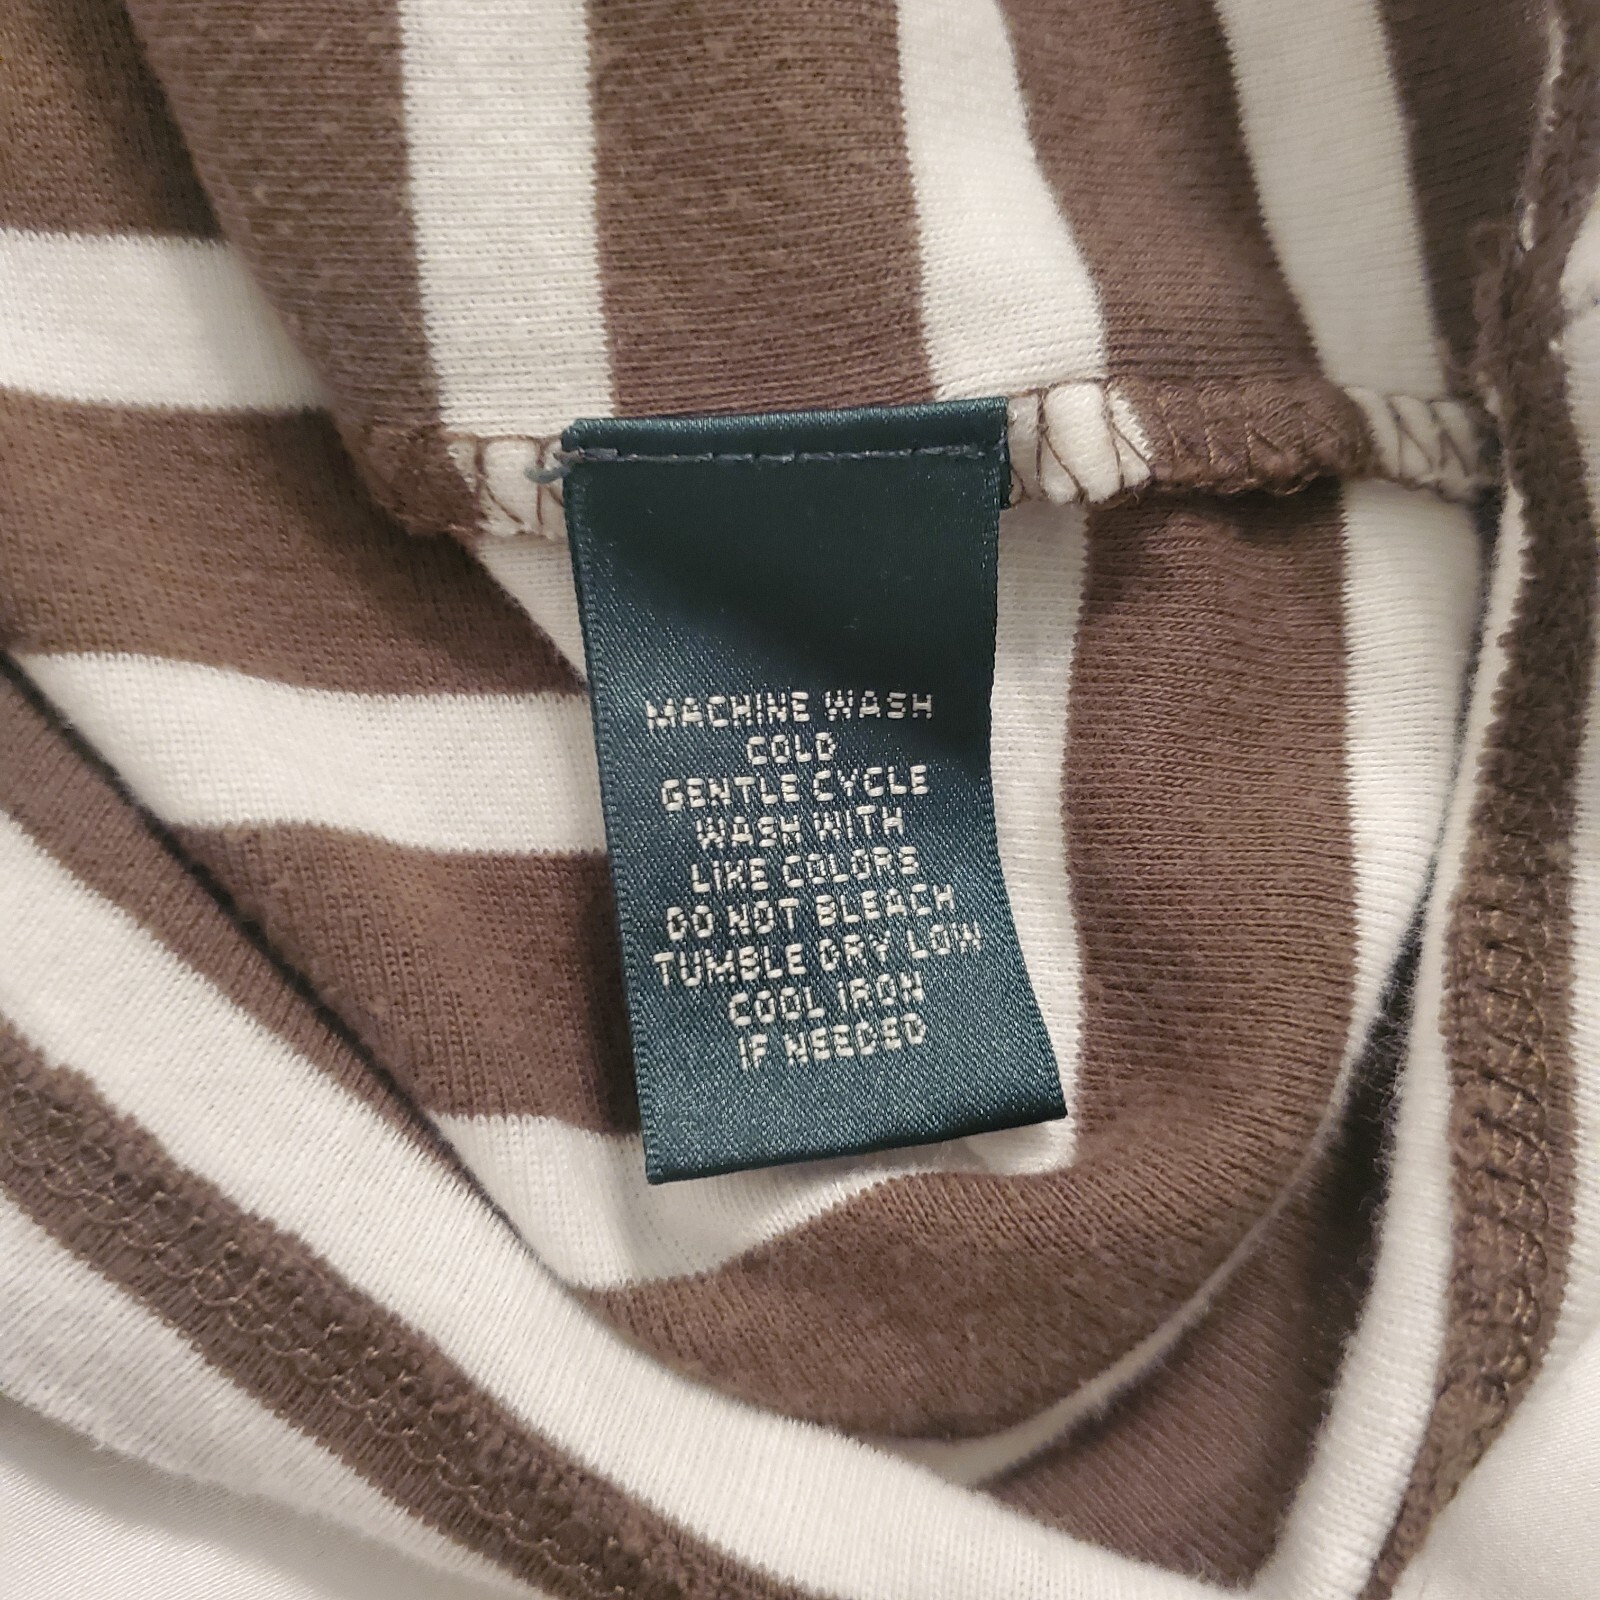 MACHINE WASH
COLD
GENTLE CYCLE
WASH WITH
LIKE COLORS
DO NOT BLEACH
TUMBLE DRY LOW
COOL IRON
IF NEEDED